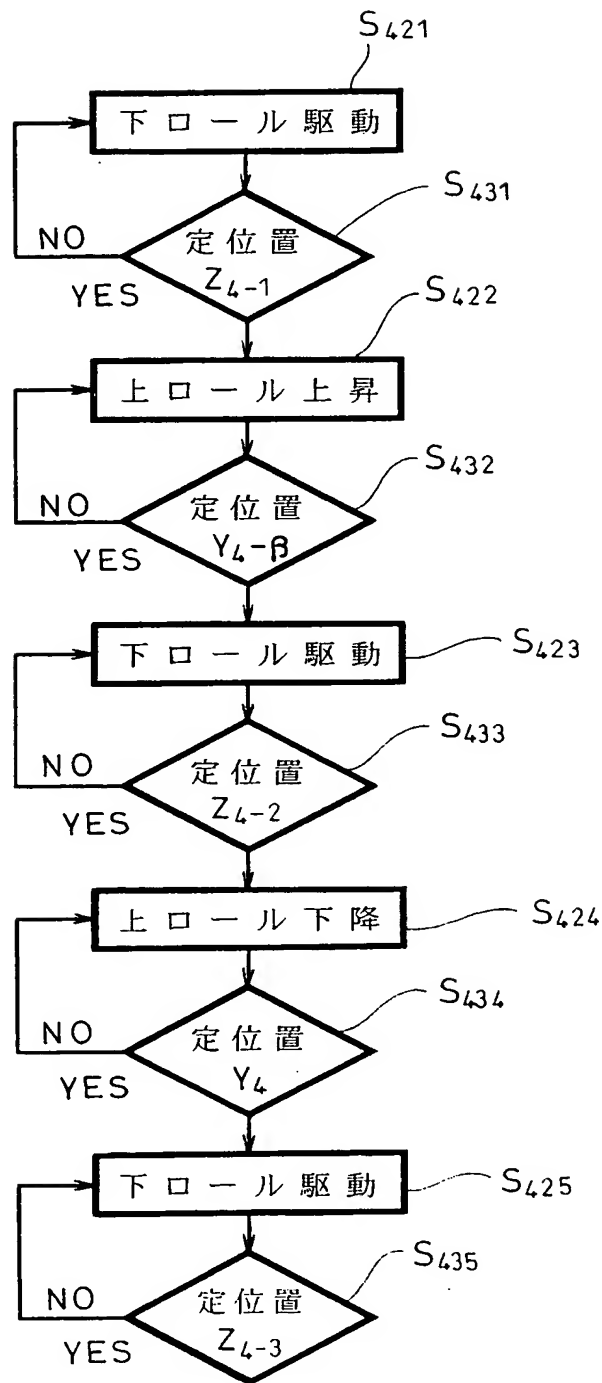 S421
下ロール駆動
S431
定位置
Z4-1
NO
YES
S422
上ロール上昇
S432
定位置
Y4-β
NO
YES
S423
下ロール駆動
S433
定位置
Z4-2
NO
YES
S424
上ロール下降
S434
定位置
Y4
NO
YES
S425
下ロール駆動
S435
定位置
Z4-3
NO
YES